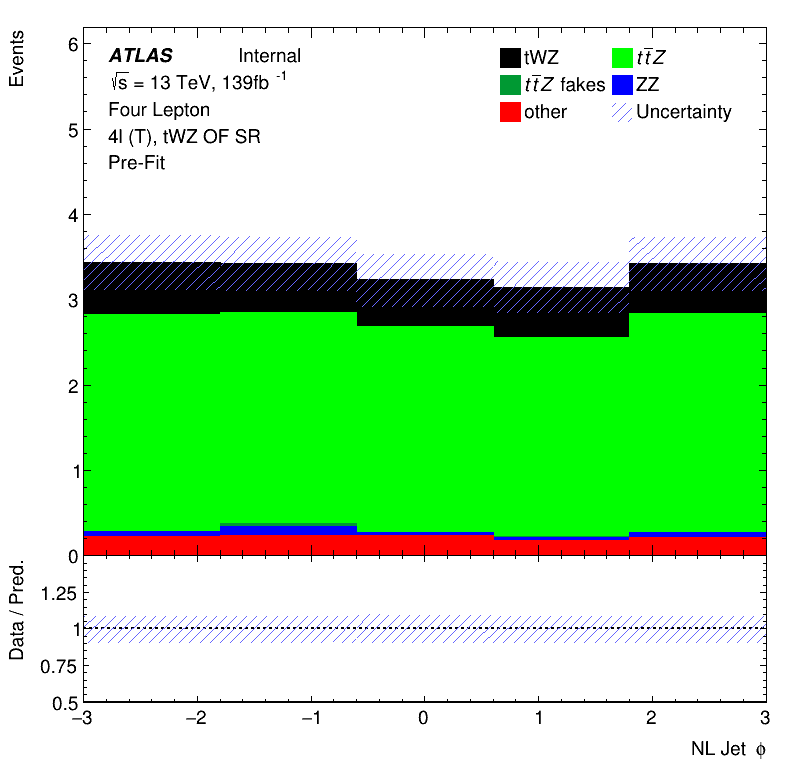 Events
6
5
4
3
2
1
0
ATLAS Internal
√s = 13 TeV, 139fb⁻¹
Four Lepton
4l (T), tWZ OF SR
Pre-Fit
tWZ
tt̄Z
tt̄Z fakes
ZZ
other
Uncertainty
Data / Pred.
1.25
1
0.75
0.5
−3 −2 −1 0 1 2 3
NL Jet ϕ